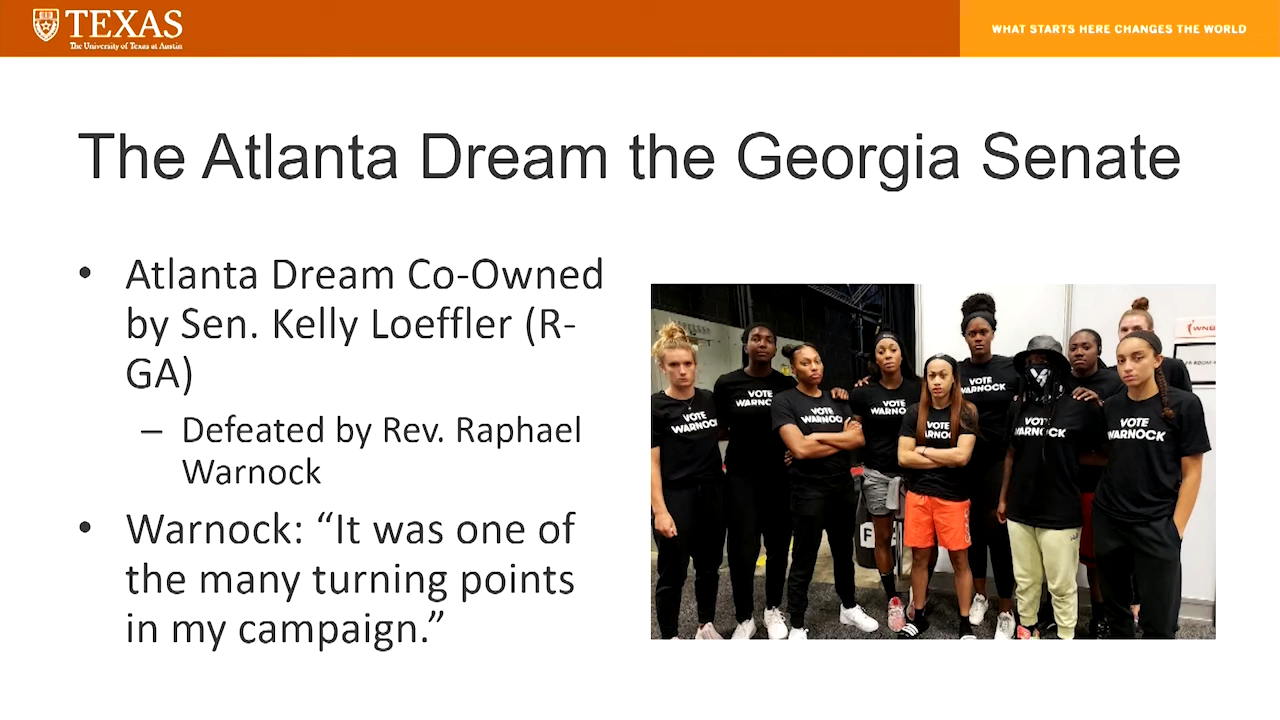 TEXAS
The University of Texas at Austin
WHAT STARTS HERE CHANGES THE WORLD
The Atlanta Dream the Georgia Senate
• Atlanta Dream Co-Owned
by Sen. Kelly Loeffler (R-
GA)
– Defeated by Rev. Raphael
Warnock
• Warnock: “It was one of
the many turning points
in my campaign.”
VOTE
WARNOCK
VOTE
WARNOCK
VOTE
WARNOCK
VOTE
WARNO
VOTE
WARNOCK
VOTE
WARNOCK
VOTE
WARNOCK
VOTE
WARNOCK
WNB